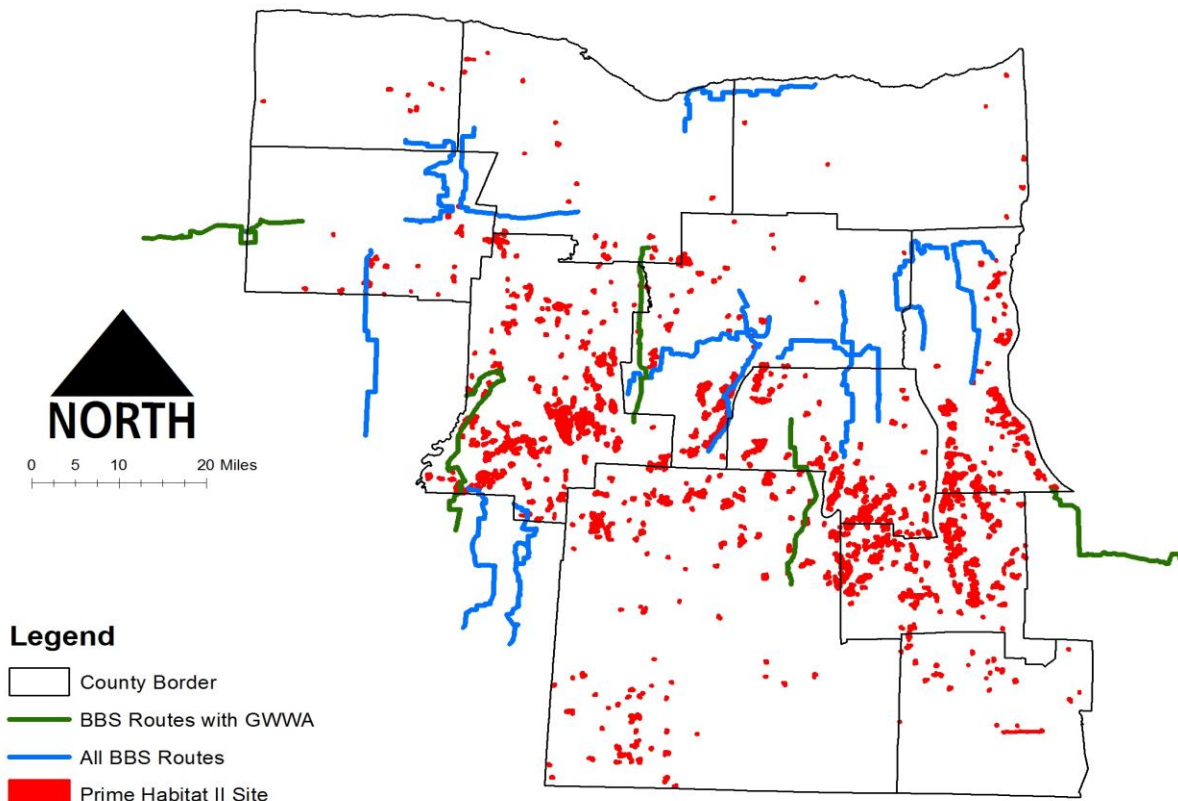 NORTH
0 5 10 20 Miles
Legend
County Border
BBS Routes with GWWA
All BBS Routes
Prime Habitat II Site